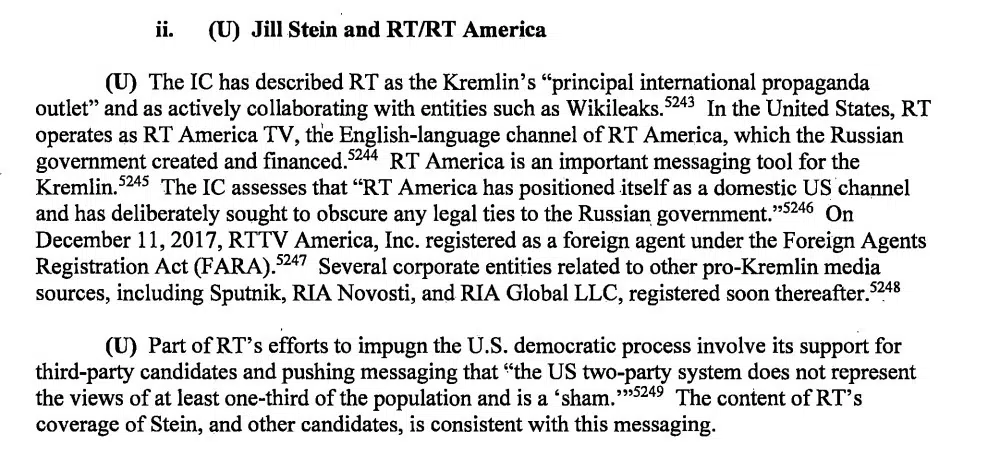 ii. (U) Jill Stein and RT/RT America
(U) The IC has described RT as the Kremlin's “principal international propaganda
outlet” and as actively collaborating with entities such as Wikileaks.5243 In the United States, RT
operates as RT America TV, the English-language channel of RT America, which the Russian
government created and financed.5244 RT America is an important messaging tool for the
Kremlin.5245 The IC assesses that “RT America has positioned itself as a domestic US channel
and has deliberately sought to obscure any legal ties to the Russian government.”5246 On
December 11, 2017, RTTV America, Inc. registered as a foreign agent under the Foreign Agents
Registration Act (FARA).5247 Several corporate entities related to other pro-Kremlin media
sources, including Sputnik, RIA Novosti, and RIA Global LLC, registered soon thereafter.5248
(U) Part of RT's efforts to impugn the U.S. democratic process involve its support for
third-party candidates and pushing messaging that “the US two-party system does not represent
the views of at least one-third of the population and is a ‘sham.’”5249 The content of RT's
coverage of Stein, and other candidates, is consistent with this messaging.